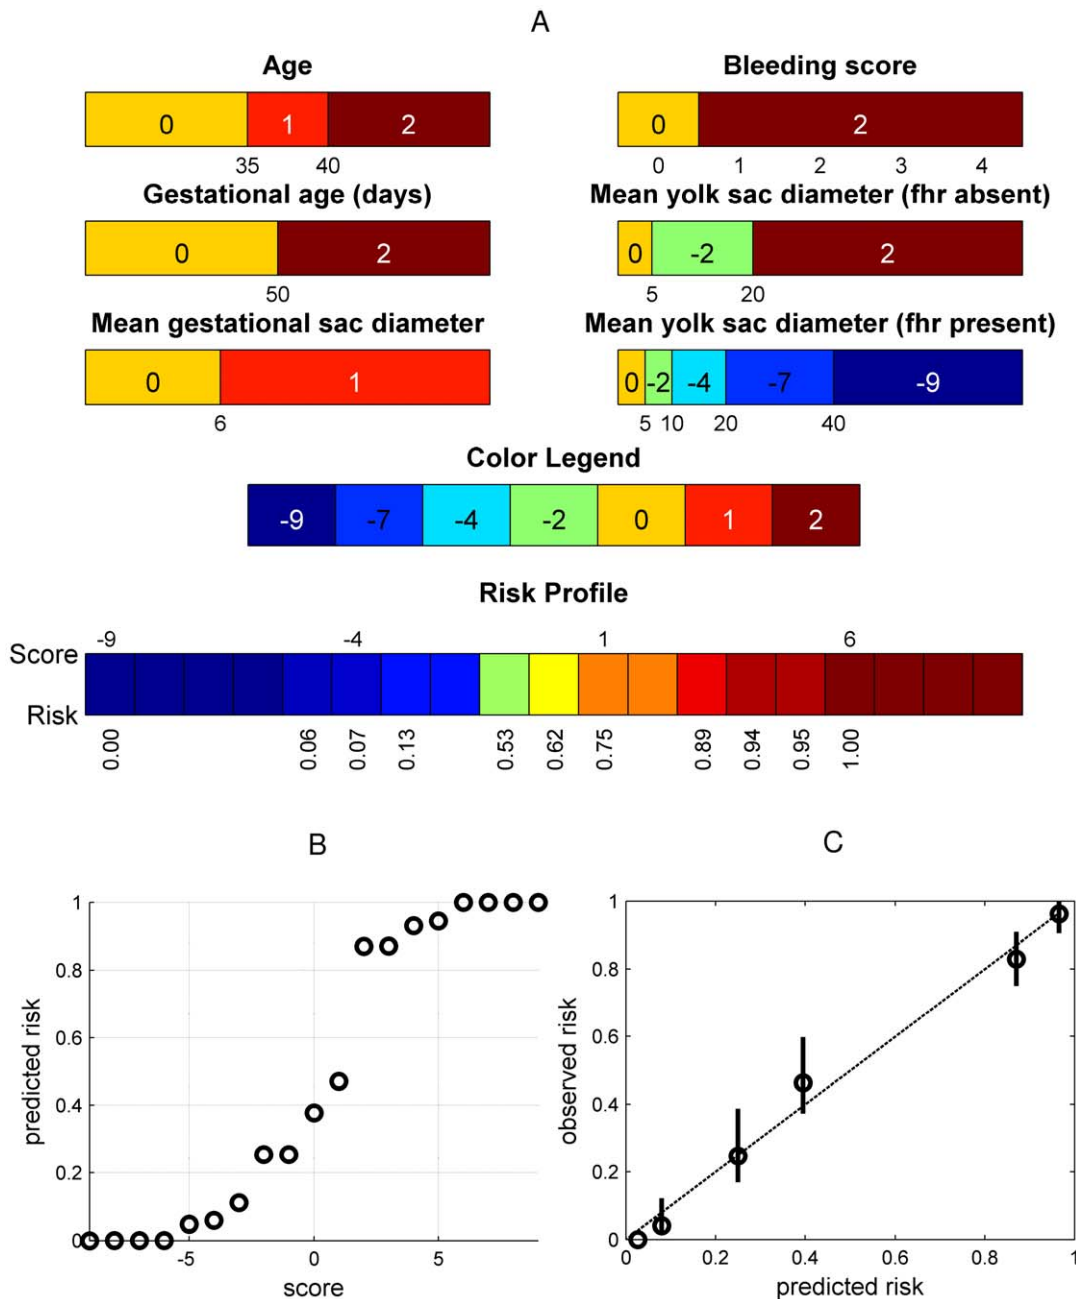 A
Age
0 1 2
35 40
Gestational age (days)
0 2
50
Mean gestational sac diameter
0 1
6
Bleeding score
0 2
0 1 2 3 4
Mean yolk sac diameter (fhr absent)
0 -2 2
5 20
Mean yolk sac diameter (fhr present)
0 -2 -4 -7 -9
5 10 20 40
Color Legend
-9 -7 -4 -2 0 1 2
Risk Profile
Score -9 -4 1 6
Risk 0.00 0.06 0.07 0.13 0.53 0.62 0.75 0.89 0.94 0.95 1.00
B
predicted risk
1
0.8
0.6
0.4
0.2
0
-5 0 5
score
C
observed risk
1
0.8
0.6
0.4
0.2
0
0 0.2 0.4 0.6 0.8 1
predicted risk